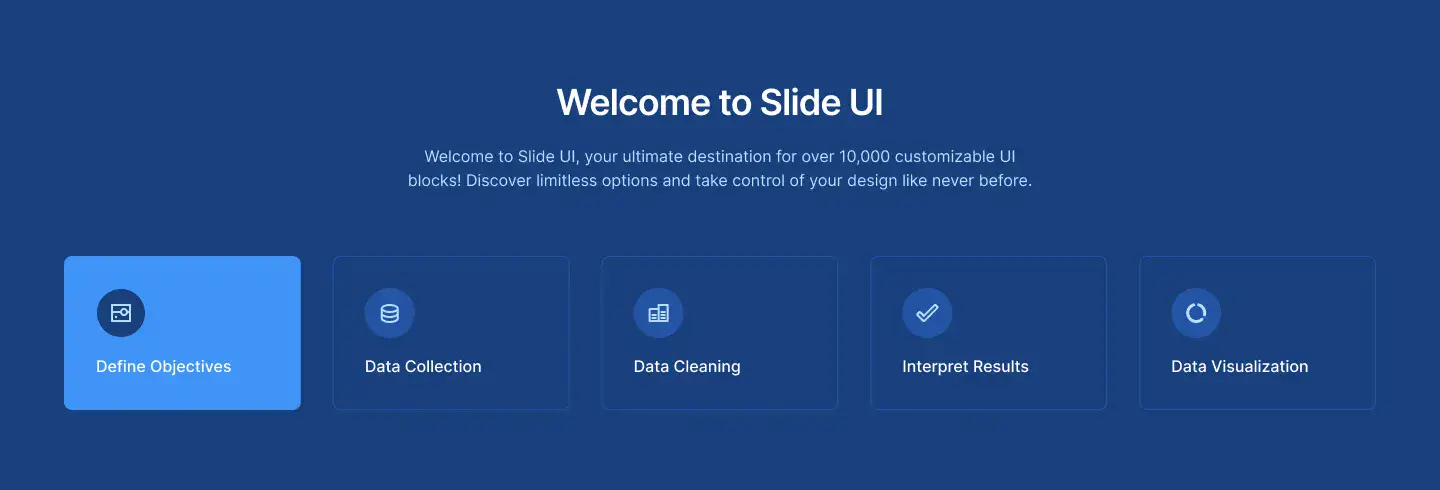 Welcome to Slide UI
Welcome to Slide UI, your ultimate destination for over 10,000 customizable UI
blocks! Discover limitless options and take control of your design like never before.
Define Objectives
Data Collection
Data Cleaning
Interpret Results
Data Visualization